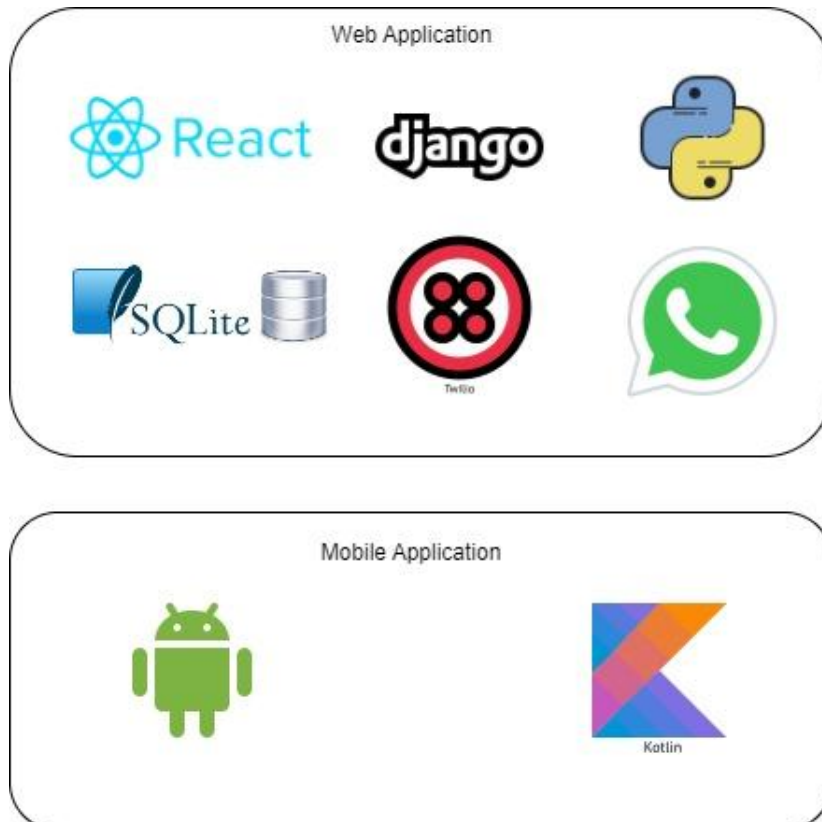 Web Application
React
django
SQLite
Twilio
Mobile Application
Kotlin